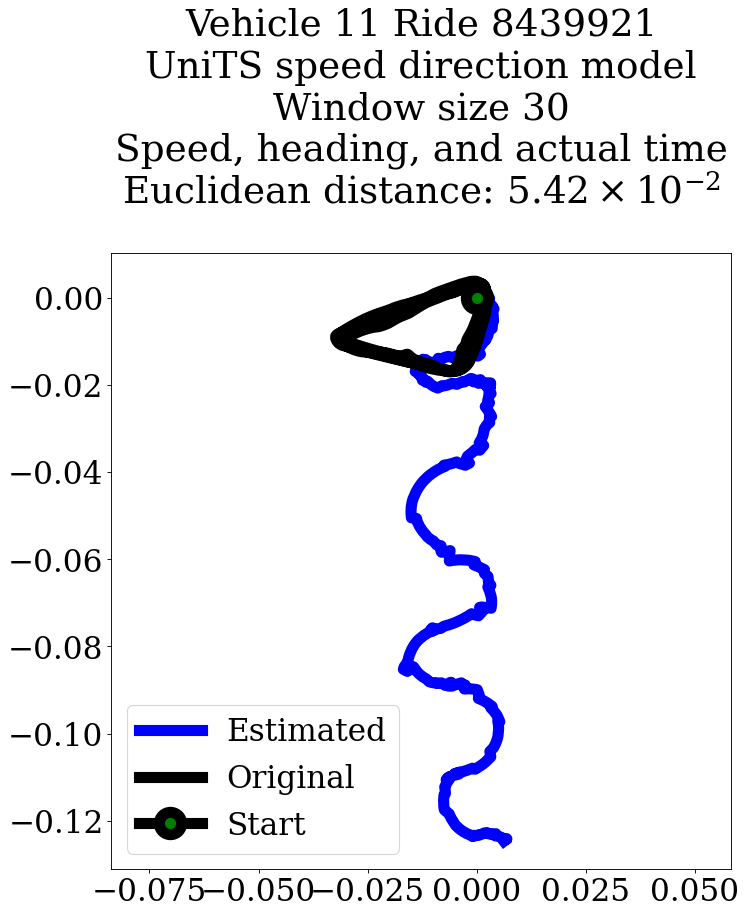 Vehicle 11 Ride 8439921
UniTS speed direction model
Window size 30
Speed, heading, and actual time
Euclidean distance: 5.42 × 10⁻²
0.00
−0.02
−0.04
−0.06
−0.08
−0.10
−0.12
Estimated
Original
Start
−0.075 −0.050 −0.025 0.000 0.025 0.050